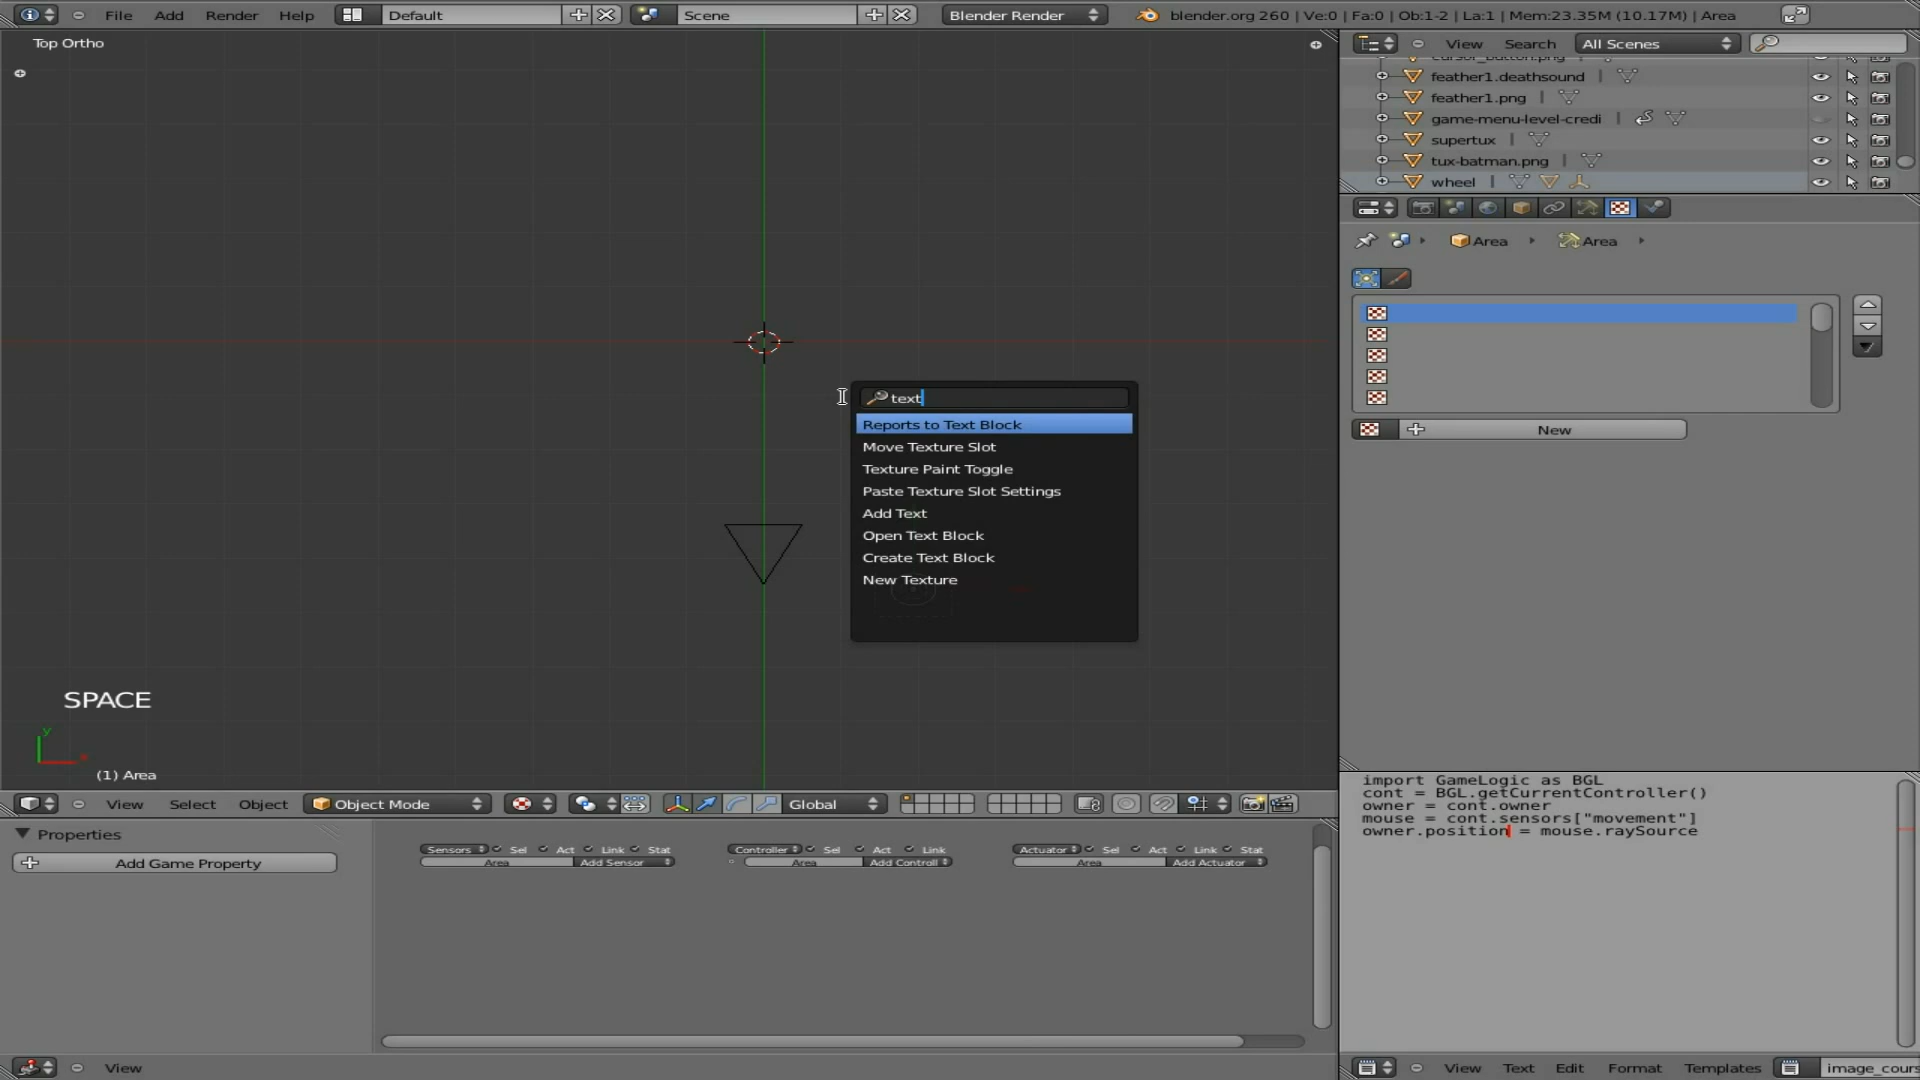 File Add Render Help Default Scene Blender Render blender.org 260 | Ve:0 | Fa:0 | Ob:1-2 | La:1 | Mem:23.35M (10.17M) | Area
Top Ortho
View Search All Scenes
cursor_button.png
feather1.deathsound
feather1.png
game-menu-level-credi
supertux
tux-batman.png
wheel
Area Area
New
text
Reports to Text Block
Move Texture Slot
Texture Paint Toggle
Paste Texture Slot Settings
Add Text
Open Text Block
Create Text Block
New Texture
SPACE
y
x
(1) Area
View Select Object Object Mode Global
import GameLogic as BGL
cont = BGL.getCurrentController()
owner = cont.owner
mouse = cont.sensors["movement"]
owner.position = mouse.raySource
Properties
Add Game Property
Sensors Sel Act Link Stat Controller Sel Act Link Actuator Sel Act Link Stat
Area Add Sensor Area Add Controll Area Add Actuator
View
View Text Edit Format Templates image_cours